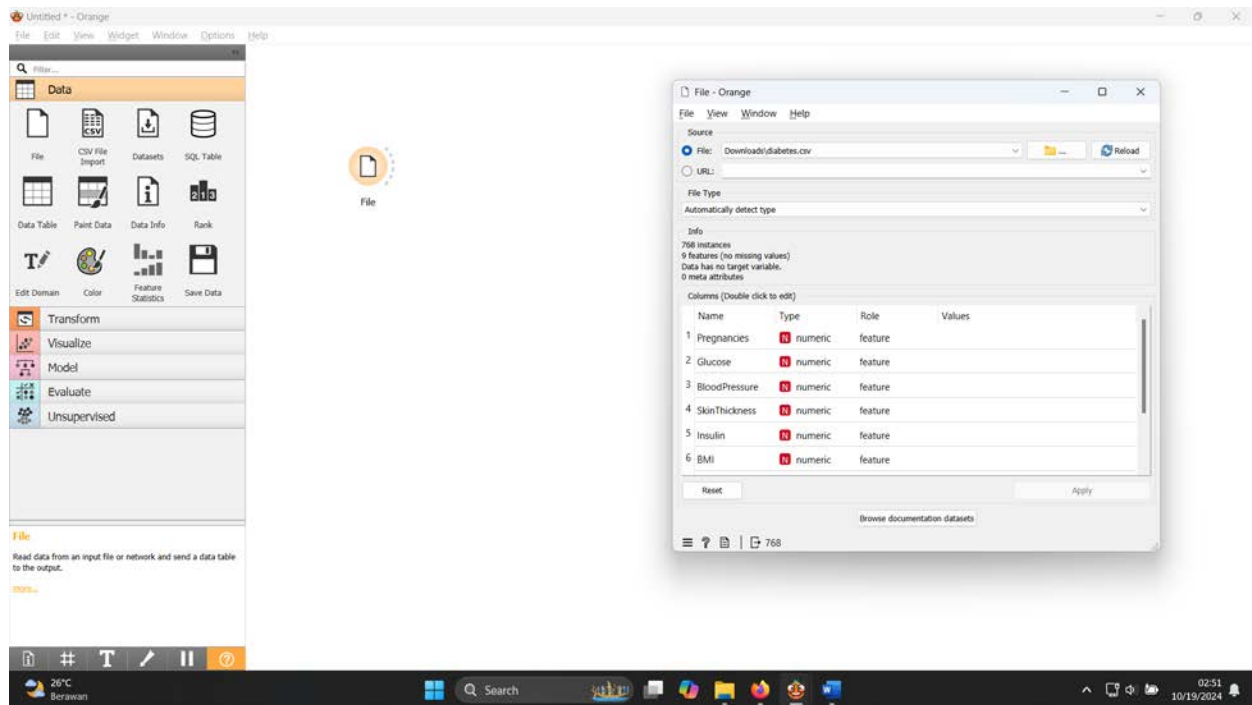 Untitled * - Orange
File Edit View Widget Window Options Help
Filter...
Data
File
CSV File Import
Datasets
SQL Table
Data Table
Paint Data
Data Info
Rank
Edit Domain
Color
Feature Statistics
Save Data
Transform
Visualize
Model
Evaluate
Unsupervised
File
Read data from an input file or network and send a data table
to the output.
more...
File
File - Orange
File View Window Help
Source
File: Downloads\diabetes.csv ... Reload
URL:
File Type
Automatically detect type
Info
768 instances
9 features (no missing values)
Data has no target variable.
0 meta attributes
Columns (Double click to edit)
Name Type Role Values
1 Pregnancies N numeric feature
2 Glucose N numeric feature
3 BloodPressure N numeric feature
4 SkinThickness N numeric feature
5 Insulin N numeric feature
6 BMI N numeric feature
Reset Apply
Browse documentation datasets
768
26°C
Berawan
Search
02:51
10/19/2024